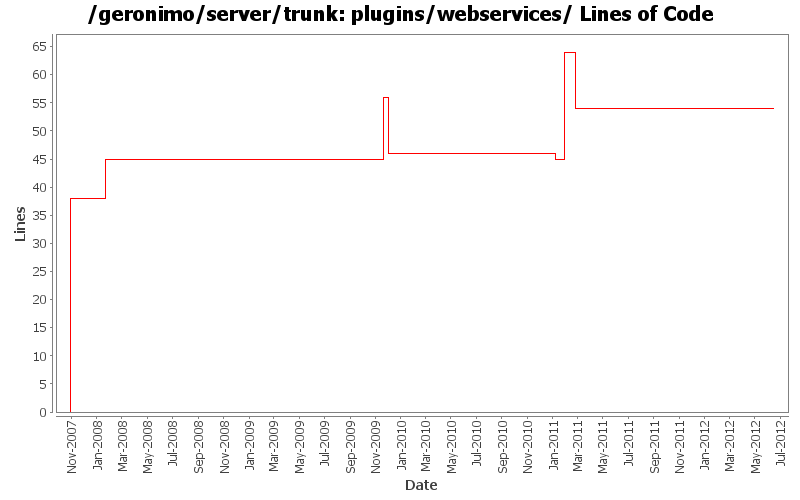 /geronimo/server/trunk: plugins/webservices/ Lines of Code
65
60
55
50
45
40
35
30
25
20
15
10
5
0
Lines
Nov-2007
Jan-2008
Mar-2008
May-2008
Jul-2008
Sep-2008
Nov-2008
Jan-2009
Mar-2009
May-2009
Jul-2009
Sep-2009
Nov-2009
Jan-2010
Mar-2010
May-2010
Jul-2010
Sep-2010
Nov-2010
Jan-2011
Mar-2011
May-2011
Jul-2011
Sep-2011
Nov-2011
Jan-2012
Mar-2012
May-2012
Jul-2012
Date